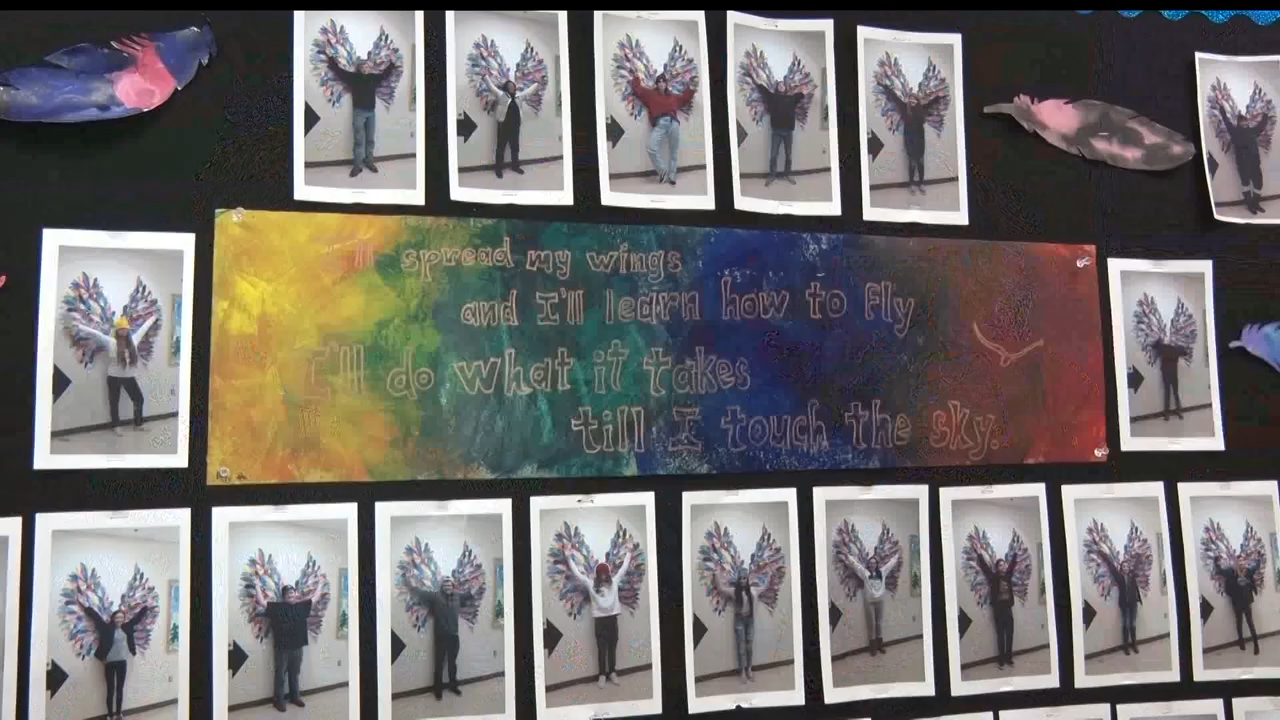 I'll spread my wings
and I'll learn how to fly
I'll do what it takes
till I touch the sky.